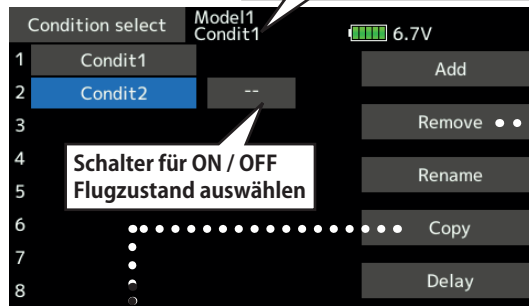 Condition select
Model1
Condit1
6.7V
1 Condit1
Add
2 Condit2 --
3
Remove
4
Schalter für ON / OFF
Flugzustand auswählen
Rename
5
6
Copy
7
8
Delay